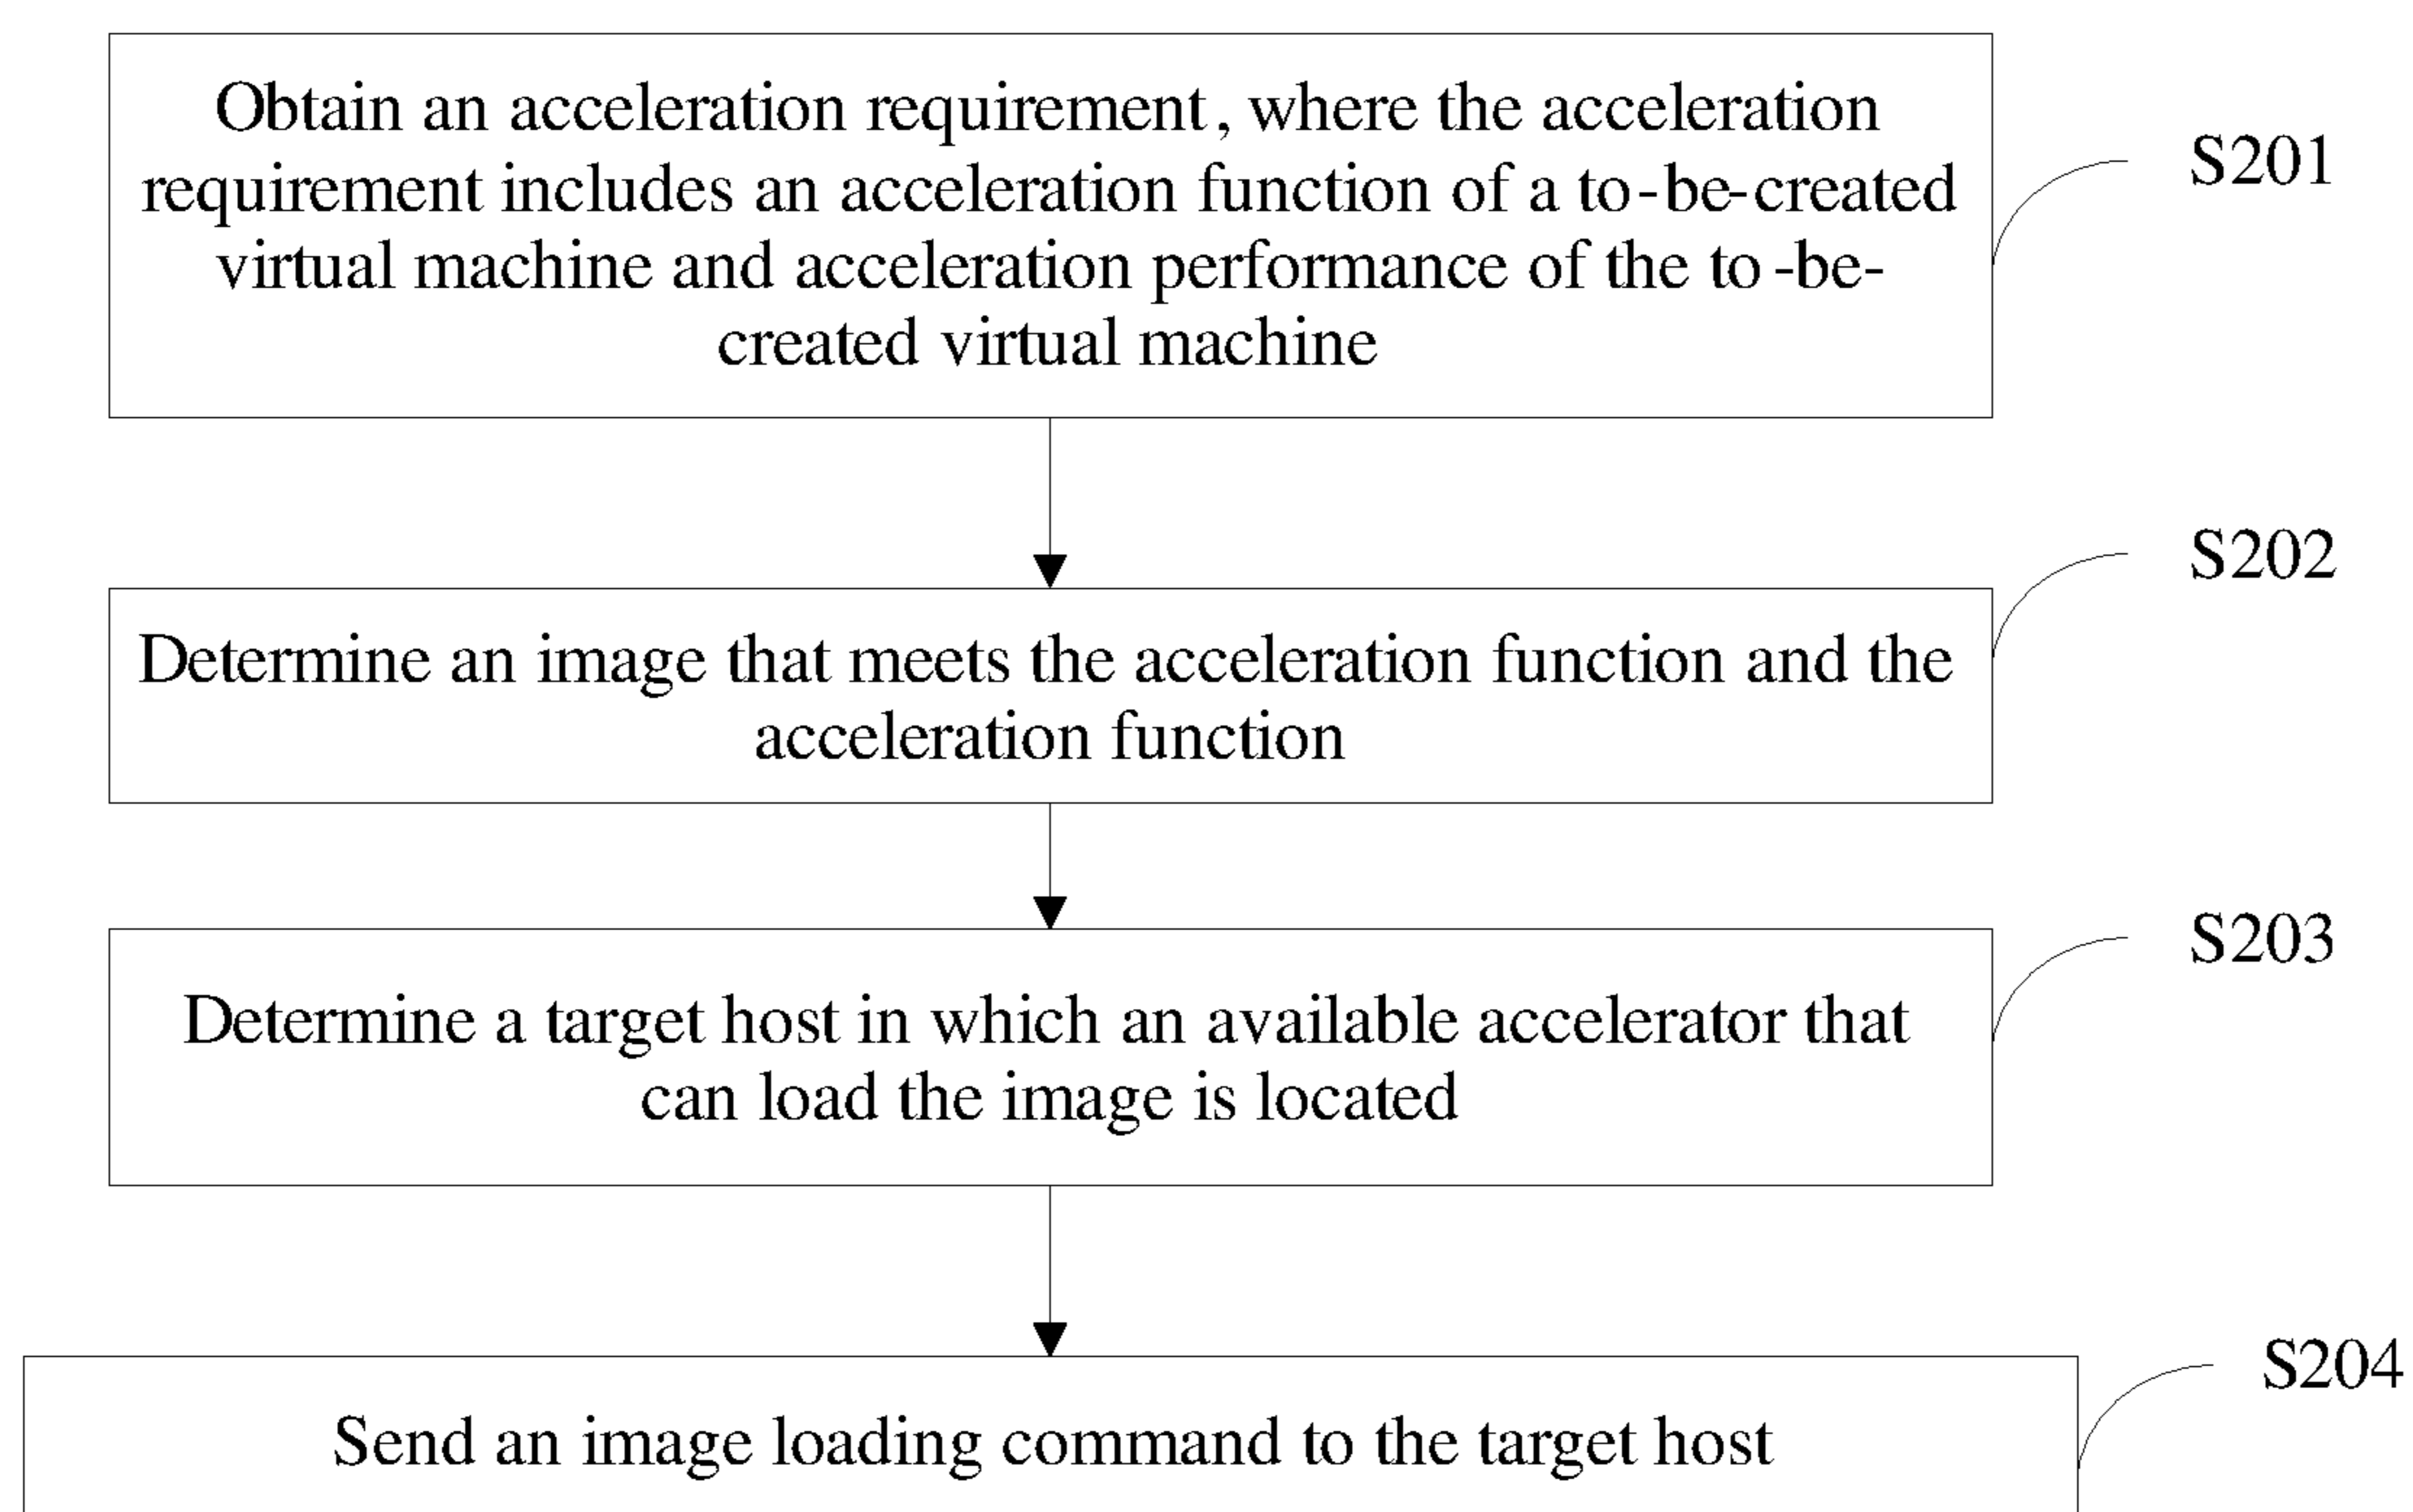 Obtain an acceleration requirement, where the acceleration
requirement includes an acceleration function of a to-be-created
virtual machine and acceleration performance of the to-be-
created virtual machine
S201
S202
Determine an image that meets the acceleration function and the
acceleration function
S203
Determine a target host in which an available accelerator that
can load the image is located
S204
Send an image loading command to the target host